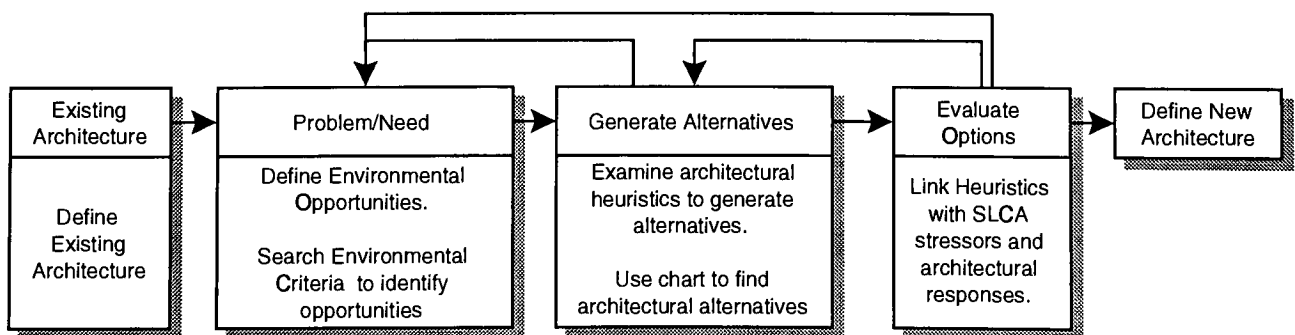 Existing
Architecture
Define
Existing
Architecture
Problem/Need
Define Environmental
Opportunities.
Search Environmental
Criteria to identify
opportunities
Generate Alternatives
Examine architectural
heuristics to generate
alternatives.
Use chart to find
architectural alternatives
Evaluate
Options
Link Heuristics
with SLCA
stressors and
architectural
responses.
Define New
Architecture